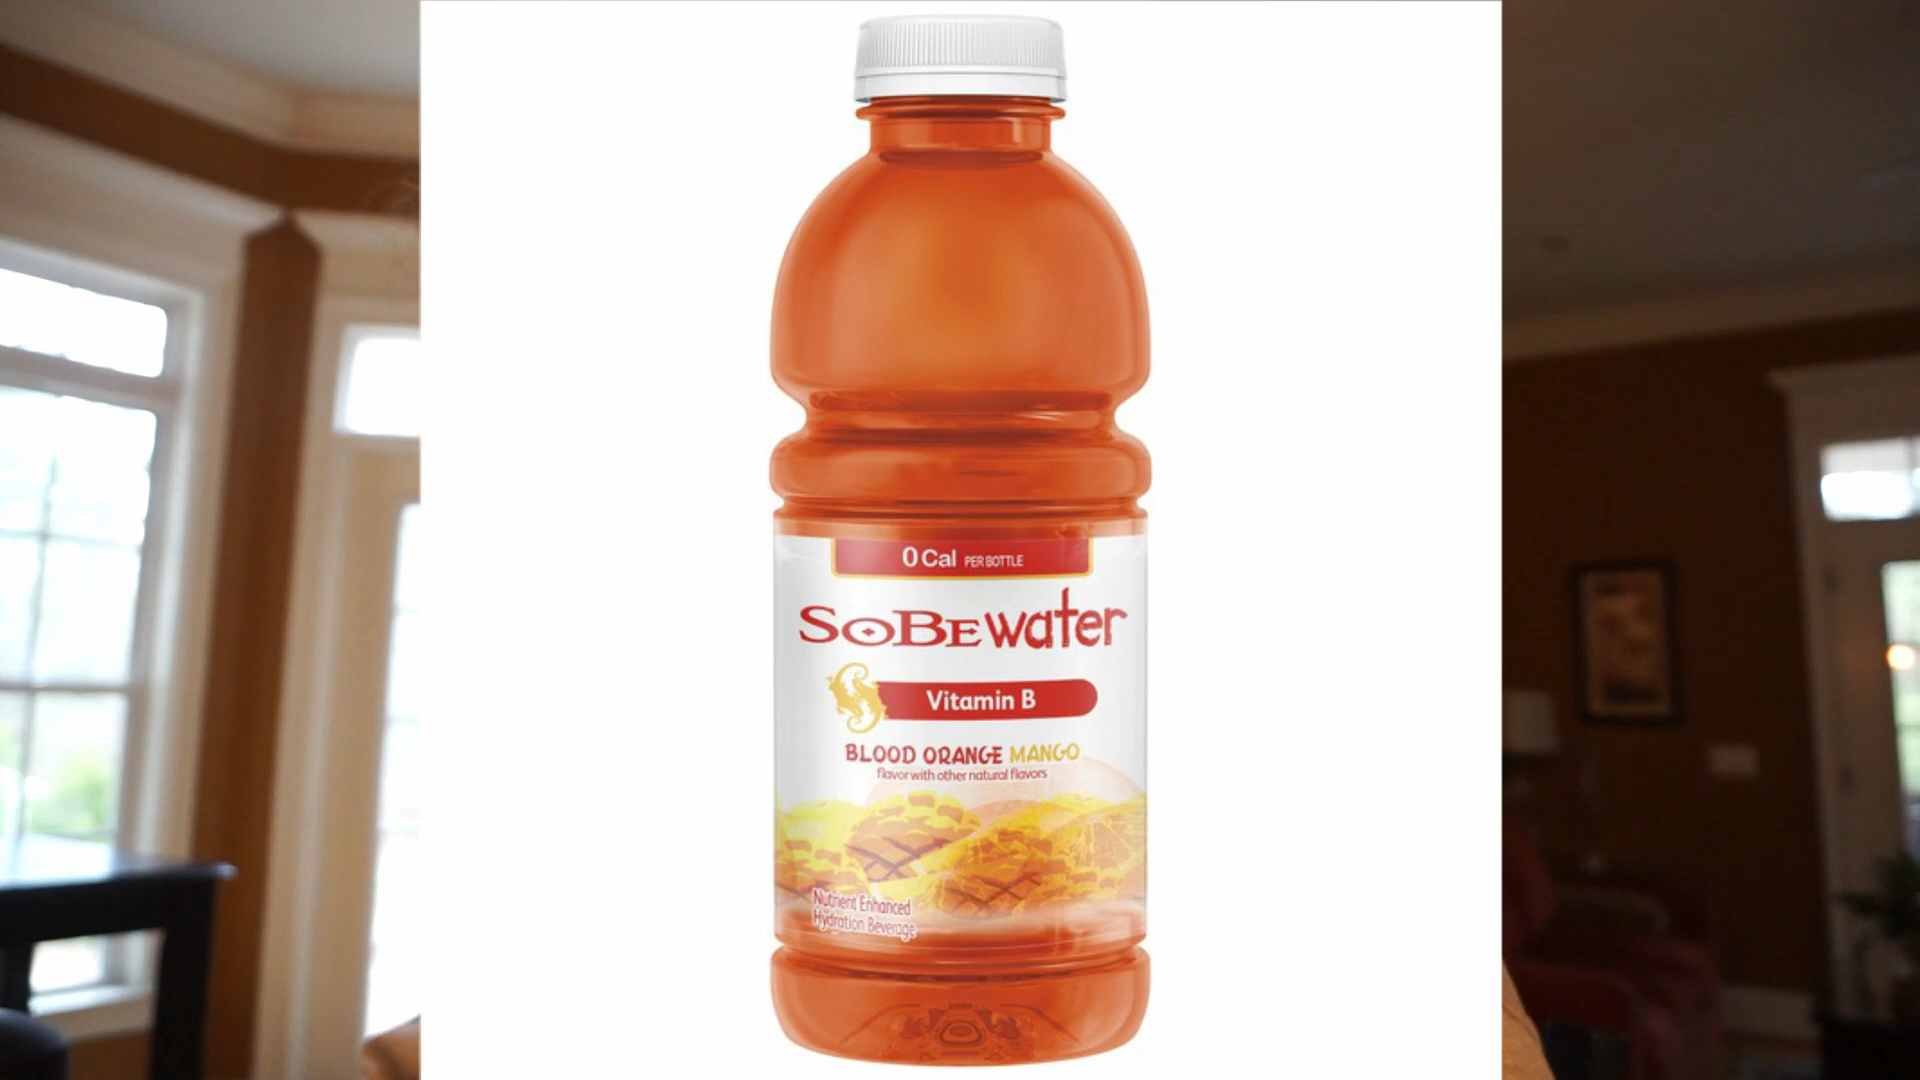 0 Cal PER BOTTLE
SoBe water
Vitamin B
BLOOD ORANGE MANGO
flavor with other natural flavors
Nutrient Enhanced
Hydration Beverage